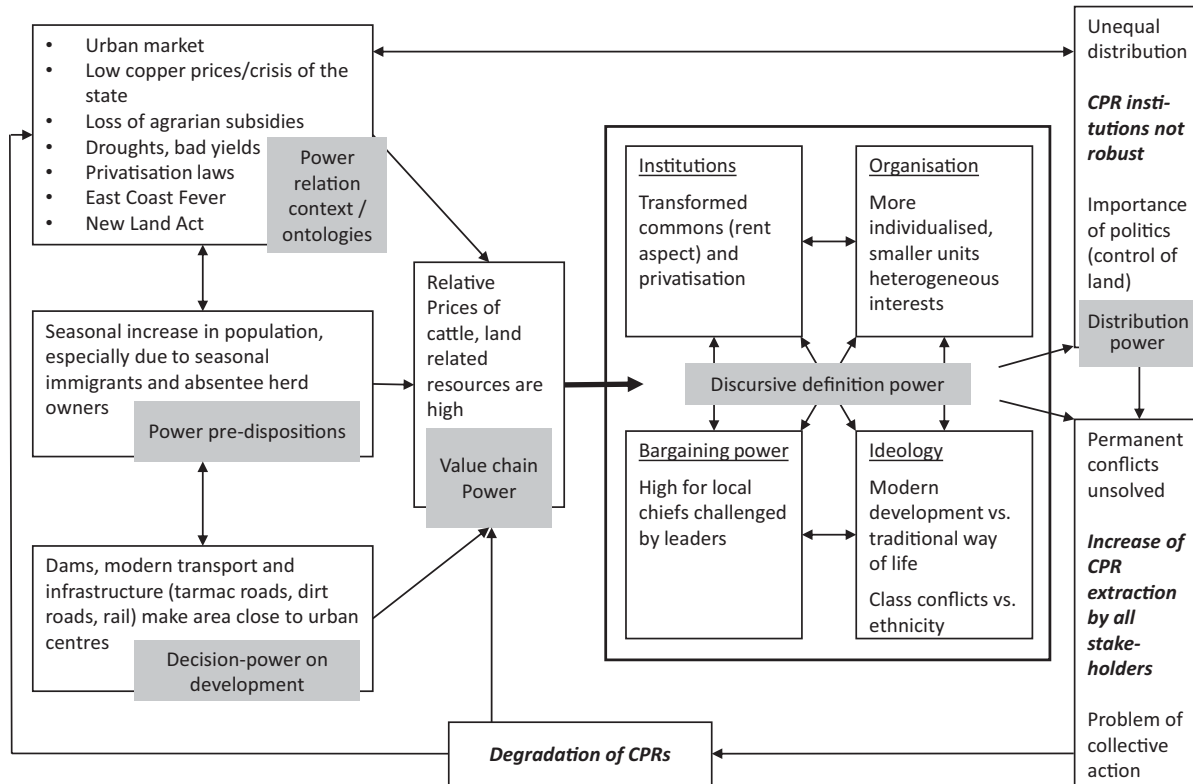 • Urban market
• Low copper prices/crisis of the
state
• Loss of agrarian subsidies
• Droughts, bad yields
• Privatisation laws
• East Coast Fever
• New Land Act
Power
relation
context /
ontologies
Seasonal increase in population,
especially due to seasonal
immigrants and absentee herd
owners
Power pre-dispositions
Dams, modern transport and
infrastructure (tarmac roads, dirt
roads, rail) make area close to urban
centres
Decision-power on
development
Relative
Prices of
cattle, land
related
resources are
high
Value chain
Power
Institutions
Transformed
commons (rent
aspect) and
privatisation
Organisation
More
individualised,
smaller units
heterogeneous
interests
Discursive definition power
Bargaining power
High for local
chiefs challenged
by leaders
Ideology
Modern
development vs.
traditional way
of life
Class conflicts vs.
ethnicity
Unequal
distribution
CPR insti-
tutions not
robust
Importance
of politics
(control of
land)
Distribution
power
Permanent
conflicts
unsolved
Increase of
CPR
extraction
by all
stake-
holders
Problem of
collective
action
Degradation of CPRs